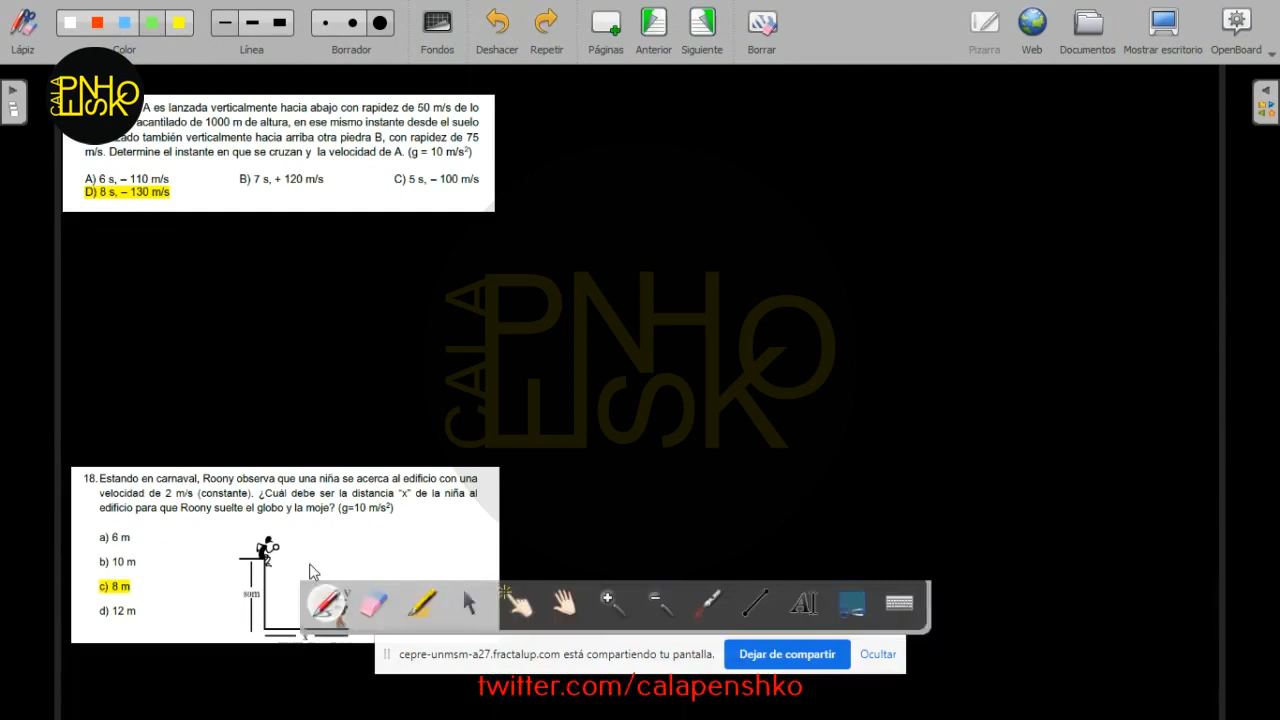 Lápiz
Color
Línea
Borrador
Fondos
Deshacer
Repetir
Páginas
Anterior
Siguiente
Borrar
Pizarra
Web
Documentos
Mostrar escritorio
OpenBoard
CALA
PENSHKO
A es lanzada verticalmente hacia abajo con rapidez de 50 m/s de lo
acantilado de 1000 m de altura, en ese mismo instante desde el suelo
también verticalmente hacia arriba otra piedra B, con rapidez de 75
m/s. Determine el instante en que se cruzan y la velocidad de A. (g = 10 m/s²)
A) 6 s, – 110 m/s
B) 7 s, + 120 m/s
C) 5 s, – 100 m/s
D) 8 s, – 130 m/s
CALA
PENSHKO
18. Estando en carnaval, Roony observa que una niña se acerca al edificio con una
velocidad de 2 m/s (constante). ¿Cuál debe ser la distancia "x" de la niña al
edificio para que Roony suelte el globo y la moje? (g=10 m/s²)
a) 6 m
b) 10 m
c) 8 m
d) 12 m
x
AI
cepre-unmsm-a27.fractalup.com está compartiendo tu pantalla.
Dejar de compartir
Ocultar
twitter.com/calapenshko